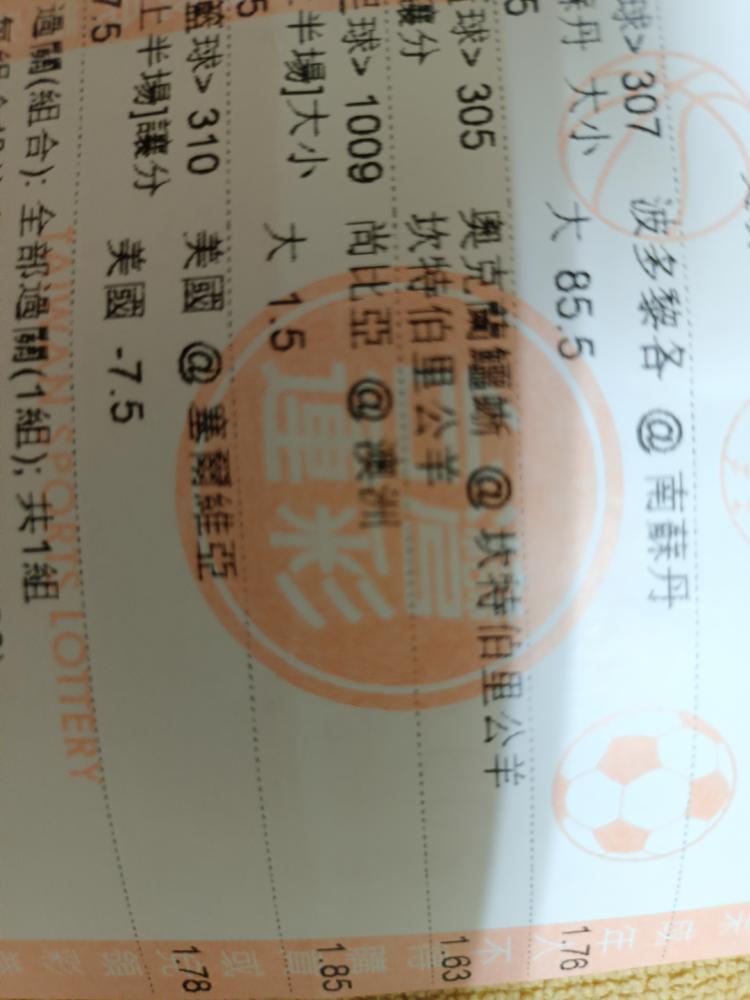 球> 307 波多黎各 @ 南蘇丹
大小 大 85.5 1.76
球> 305 奧克蘭鱷蜥 @ 坎特伯里公羊
讓分 坎特伯里公羊 1.63
球> 1009 尚比亞 @ 澳洲
半場]大小 大 1.5 1.85
籃球> 310 美國 @ 塞爾維亞
上半場]讓分 美國 -7.5 1.78
7.5
過關(組合): 全部過關(1組); 共1組
TAIWAN SPORTS LOTTERY
運彩